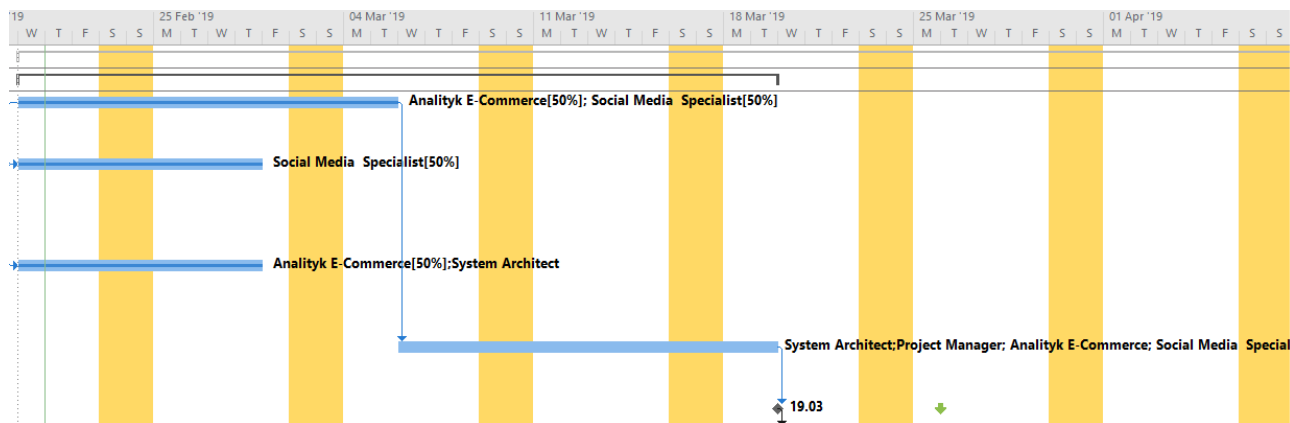 '19 25 Feb '19 04 Mar '19 11 Mar '19 18 Mar '19 25 Mar '19 01 Apr '19
W T F S S M T W T F S S M T W T F S S M T W T F S S M T W T F S S M T W T F S S M T W T F S S
Analityk E-Commerce[50%]; Social Media Specialist[50%]
Social Media Specialist[50%]
Analityk E-Commerce[50%];System Architect
System Architect;Project Manager; Analityk E-Commerce; Social Media Special
19.03